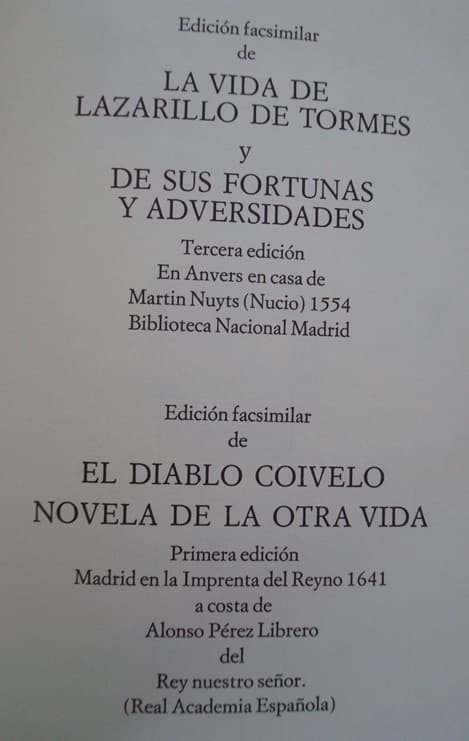 Edición facsimilar
de
LA VIDA DE
LAZARILLO DE TORMES
y
DE SUS FORTUNAS
Y ADVERSIDADES
Tercera edición
En Anvers en casa de
Martin Nuyts (Nucio) 1554
Biblioteca Nacional Madrid
Edición facsimilar
de
EL DIABLO COIVELO
NOVELA DE LA OTRA VIDA
Primera edición
Madrid en la Imprenta del Reyno 1641
a costa de
Alonso Pérez Librero
del
Rey nuestro señor.
(Real Academia Española)